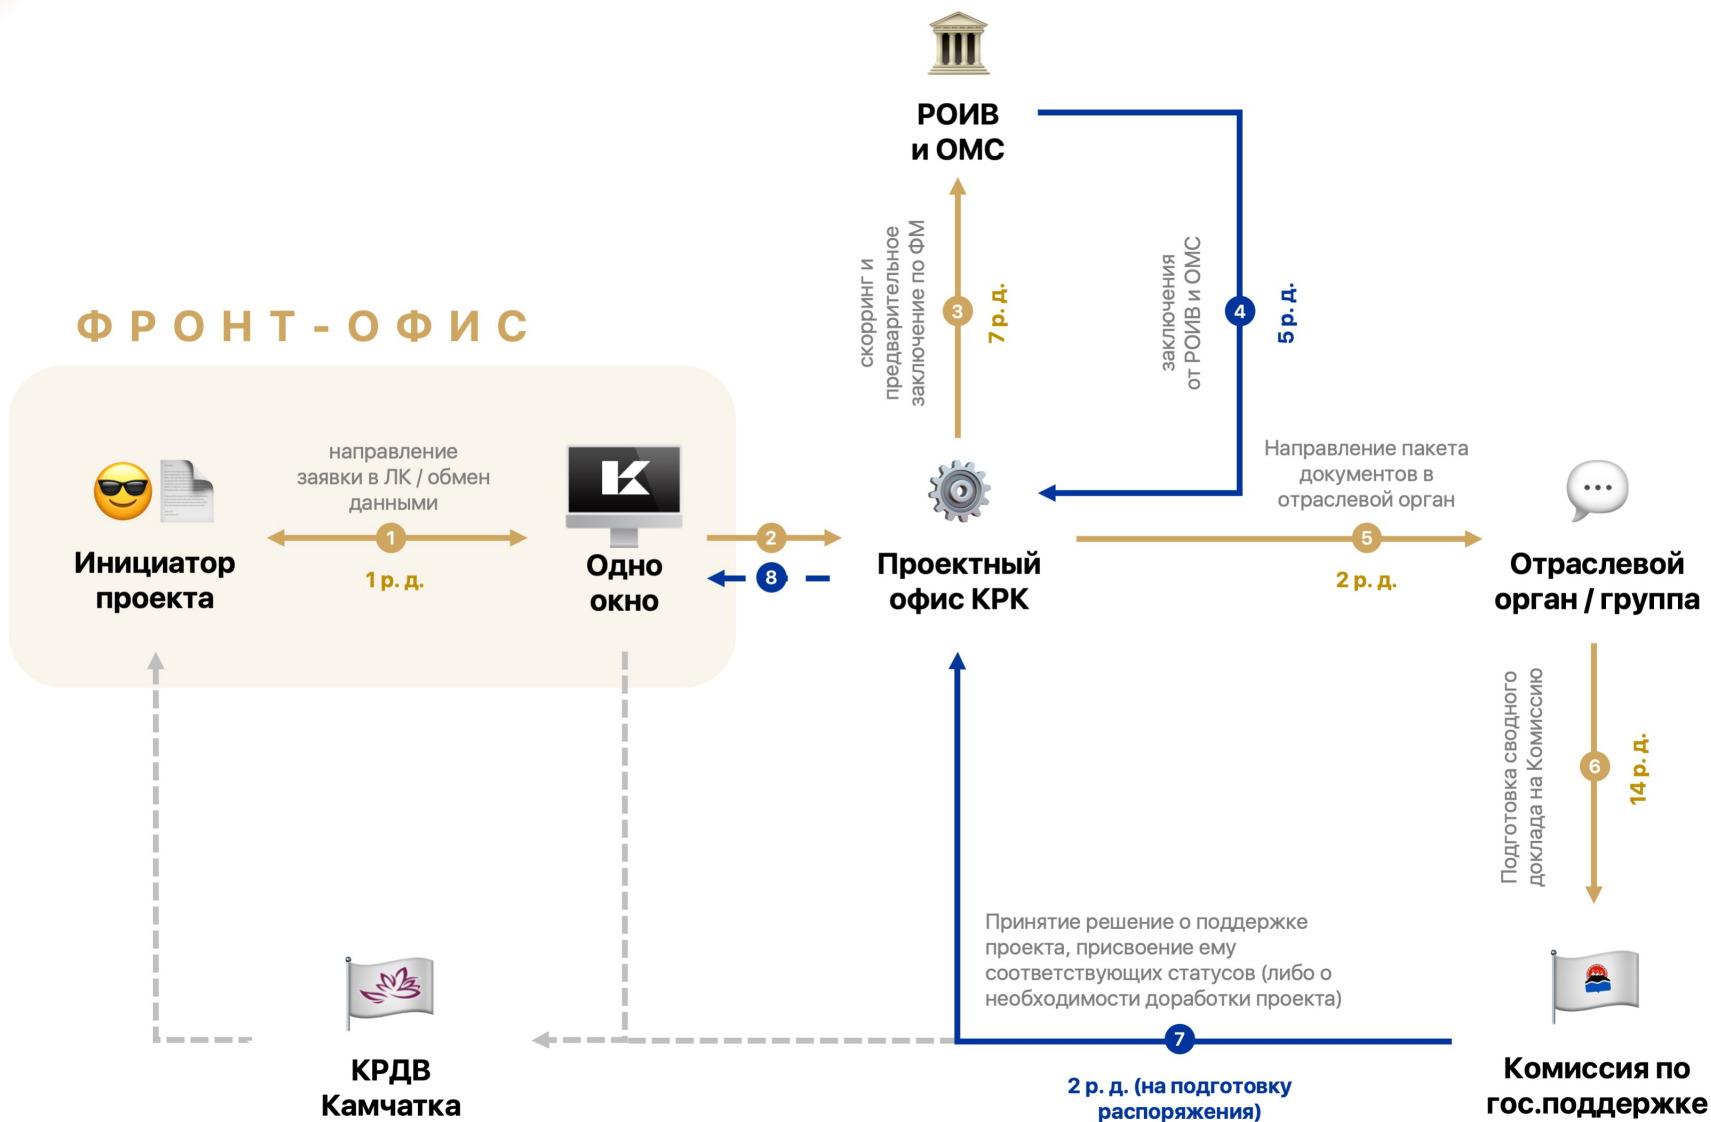 РОИВ
и ОМС
скорринг и
предварительное
заключение по ФМ
3
7 р. д.
заключения
от РОИВ и ОМС
4
5 р. д.
ФРОНТ-ОФИС
направление
заявки в ЛК / обмен
данными
1
1 р. д.
Инициатор
проекта
Одно
окно
2
8
Проектный
офис КРК
Направление пакета
документов в
отраслевой орган
5
2 р. д.
Отраслевой
орган / группа
Подготовка сводного
доклада на Комиссию
6
14 р. д.
Принятие решение о поддержке
проекта, присвоение ему
соответствующих статусов (либо о
необходимости доработки проекта)
7
2 р. д. (на подготовку
распоряжения)
КРДВ
Камчатка
Комиссия по
гос.поддержке